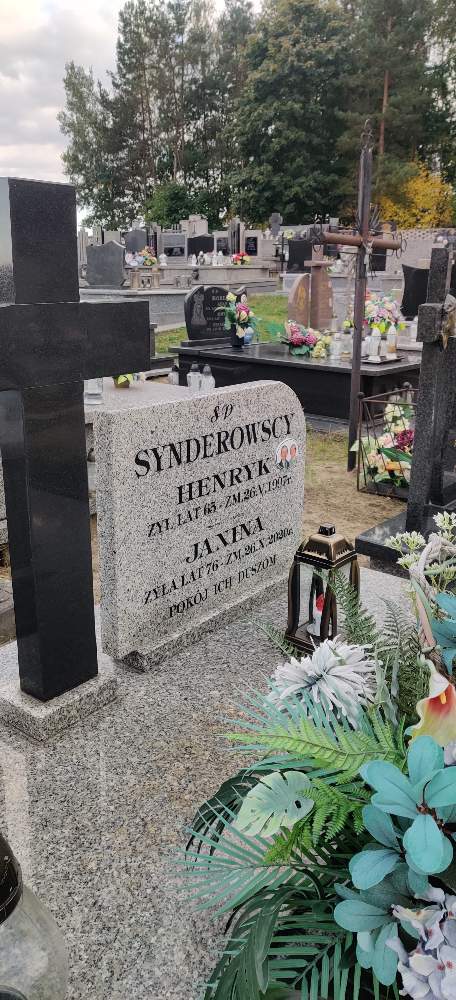 ŚP
SYNDEROWSCY
HENRYK
ŻYŁ LAT 65 - ZM.26.V.1997r.
JANINA
ŻYŁA LAT 76 - ZM.26.X.2020r.
POKÓJ ICH DUSZOM